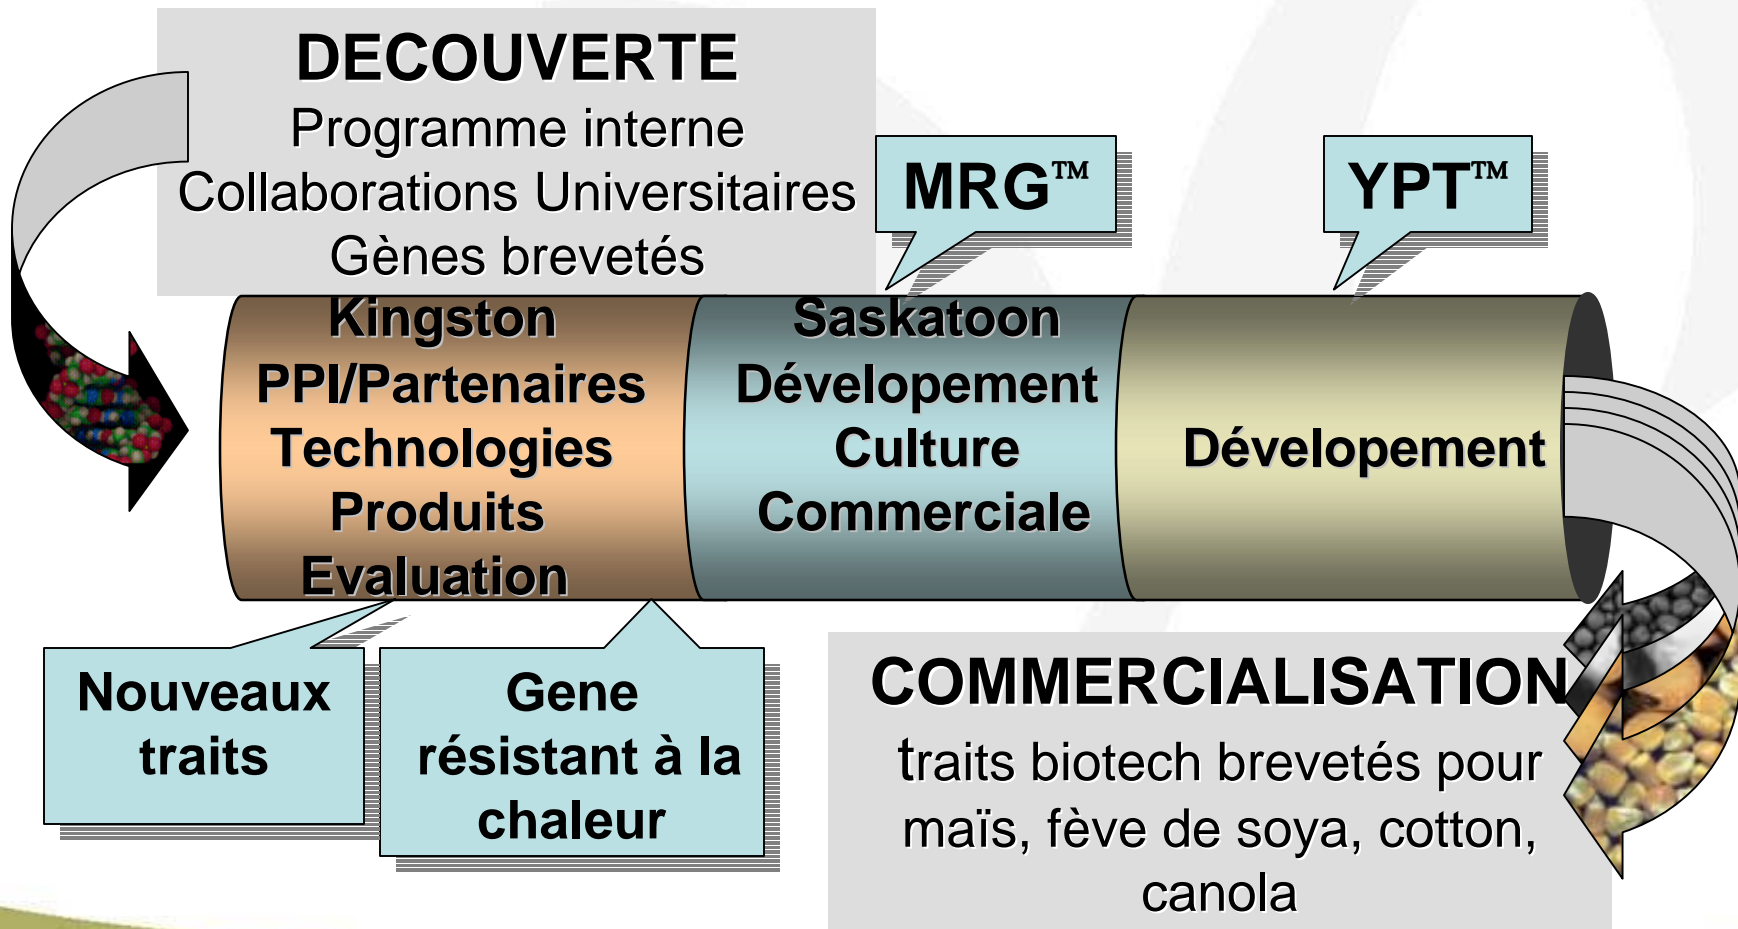 DECOUVERTE
Programme interne
Collaborations Universitaires
Gènes brevetés
MRG™
YPT™
Kingston
PPI/Partenaires
Technologies
Produits
Evaluation
Saskatoon
Dévelopement
Culture
Commerciale
Dévelopement
Nouveaux
traits
Gene
résistant à la
chaleur
COMMERCIALISATION
traits biotech brevetés pour
maïs, fève de soya, cotton,
canola